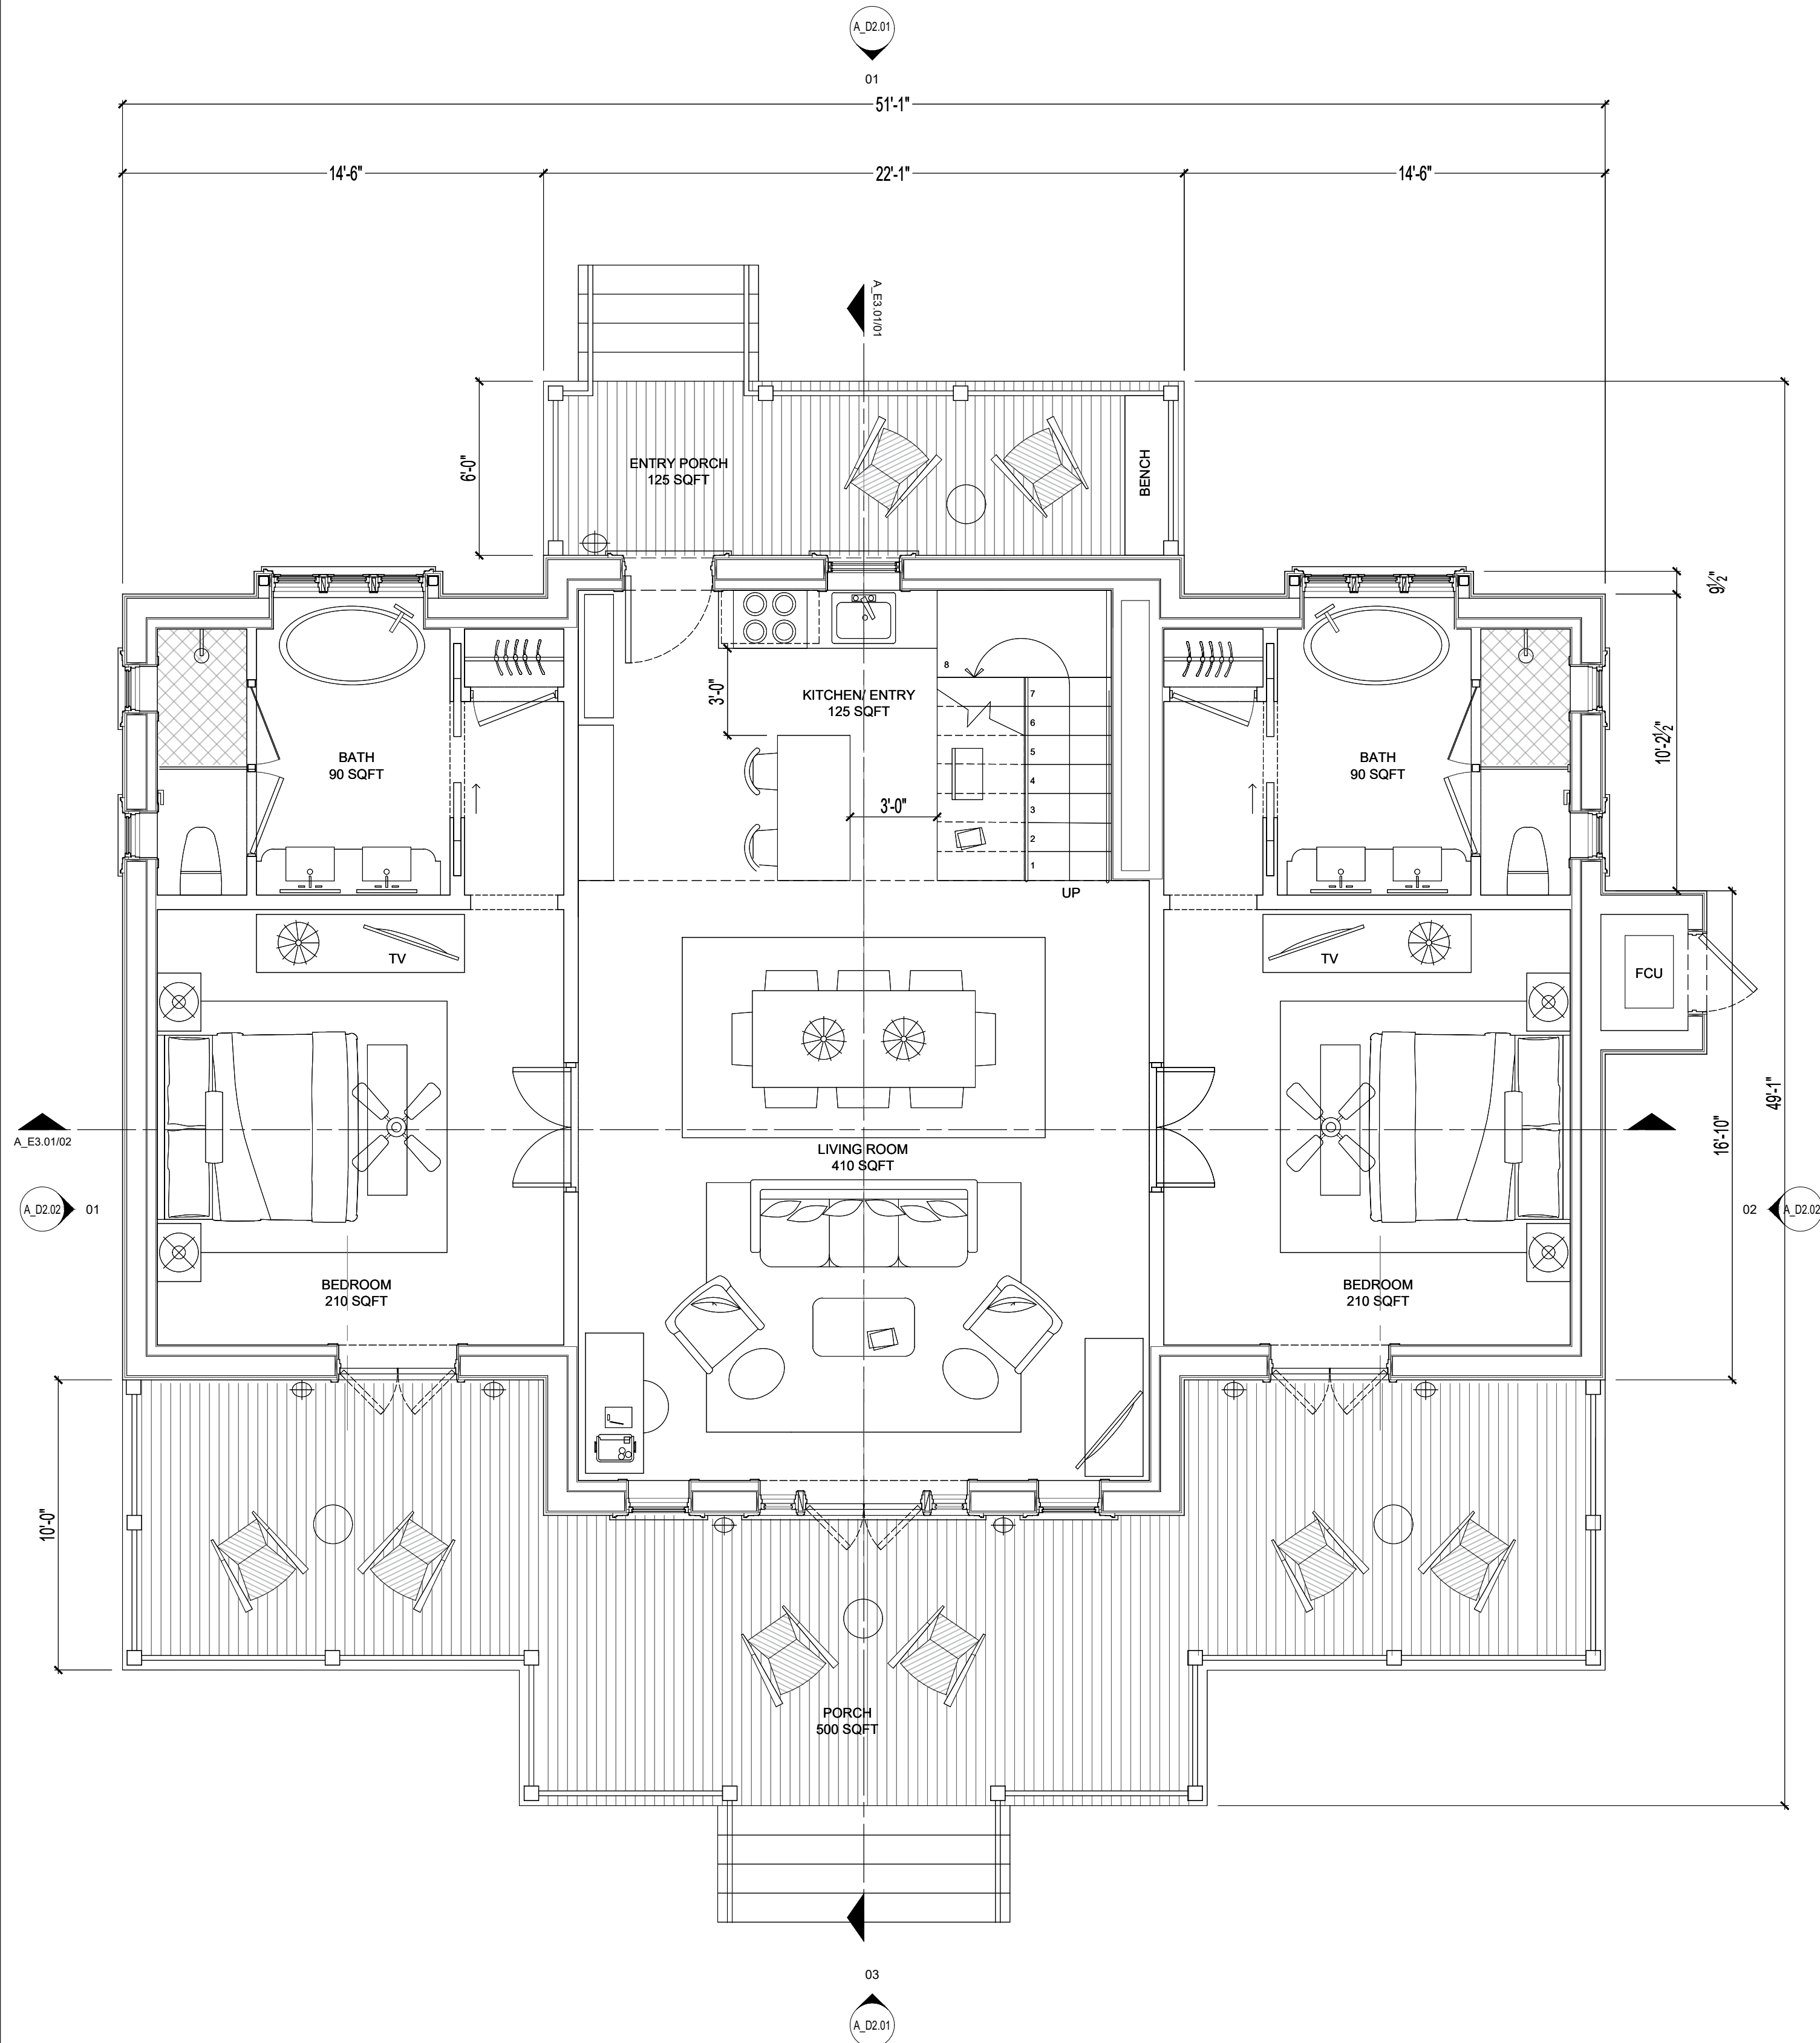 A_D2.01
01
51'-1"
14'-6"
22'-1"
14'-6"
A_E3.01/01
6'-0"
ENTRY PORCH
125 SQFT
BENCH
9½"
8
7
6
5
4
3
2
1
UP
3'-0"
KITCHEN/ ENTRY
125 SQFT
3'-0"
BATH
90 SQFT
BATH
90 SQFT
10'-2½"
TV
TV
FCU
49'-1"
16'-10"
A_E3.01/02
LIVING ROOM
410 SQFT
A_D2.02
01
02
A_D2.02
BEDROOM
210 SQFT
BEDROOM
210 SQFT
10'-0"
PORCH
500 SQFT
03
A_D2.01